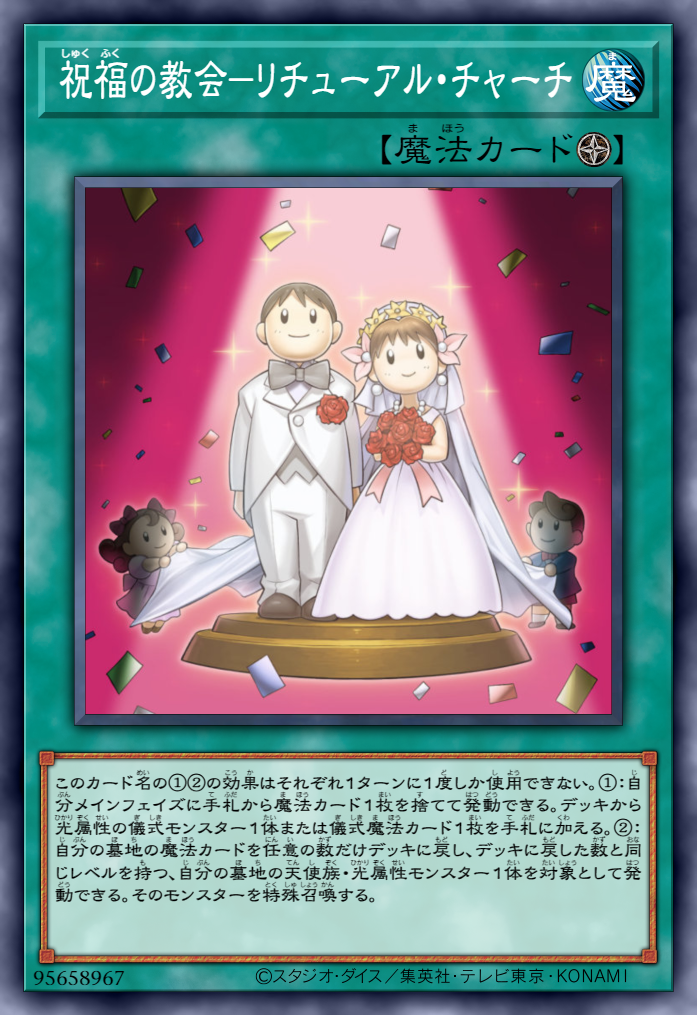 祝福の教会-リチューアル・チャーチ 魔
【魔法カード】
このカード名の①②の効果はそれぞれ1ターンに1度しか使用できない。①:自
分メインフェイズに手札から魔法カード1枚を捨てて発動できる。デッキから
光属性の儀式モンスター1体または儀式魔法カード1枚を手札に加える。②:
自分の墓地の魔法カードを任意の数だけデッキに戻し、デッキに戻した数と同
じレベルを持つ、自分の墓地の天使族・光属性モンスター1体を対象として発
動できる。そのモンスターを特殊召喚する。
95658967 ©スタジオ・ダイス/集英社・テレビ東京・KONAMI